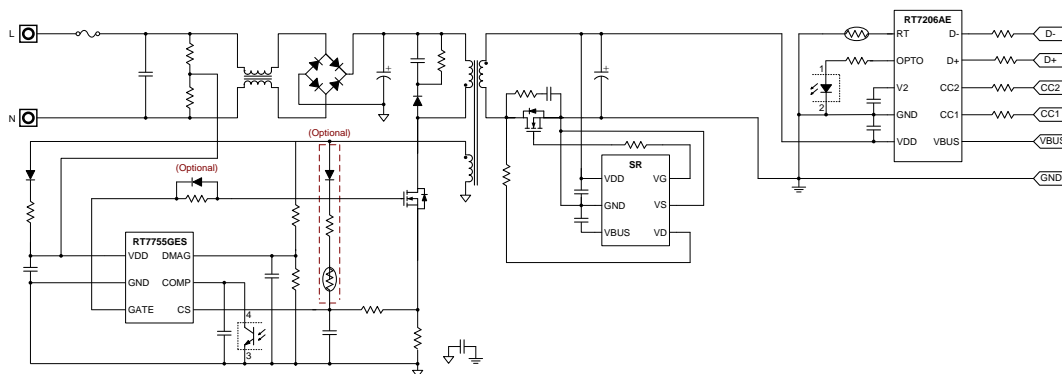 L
N
(Optional)
(Optional)
RT7755GES
VDD DMAG
GND COMP
GATE CS
4
3
SR
VDD VG
GND VS
VBUS VD
1
2
RT7206AE
RT D-
OPTO D+
V2 CC2
GND CC1
VDD VBUS
D-
D+
CC2
CC1
VBUS
GND
+
+